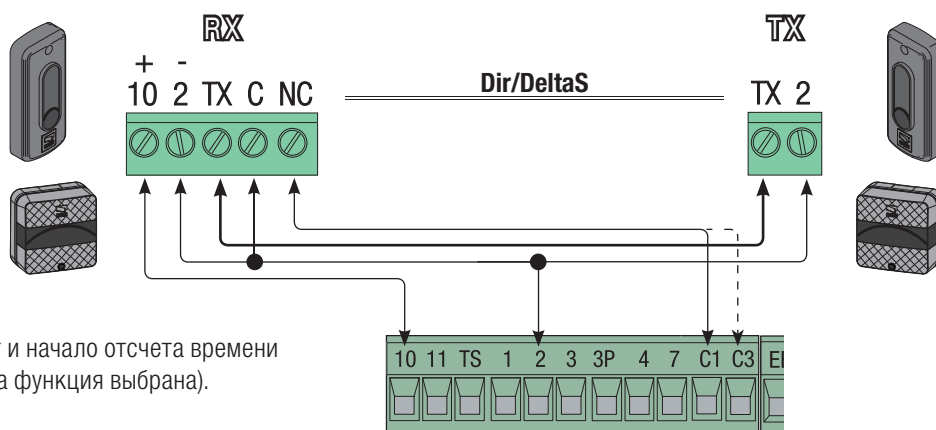 RX TX
+ -
10 2 TX C NC Dir/DeltaS TX 2
и начало отсчета времени
функция выбрана).
10 11 TS 1 2 3 3P 4 7 C1 C3